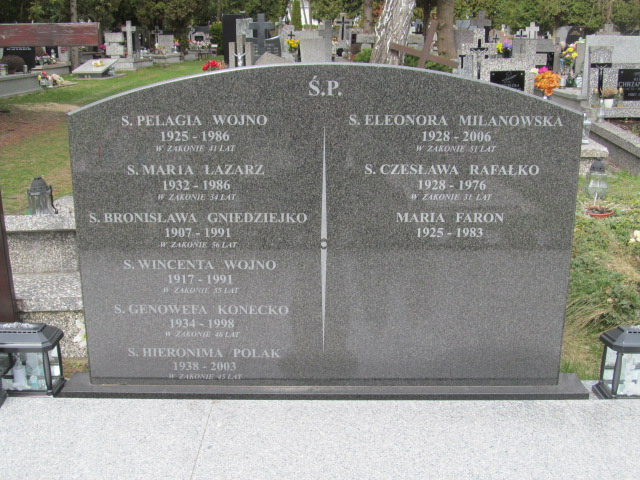 Ś.P.
S. PELAGIA WOJNO
1925 - 1986
W ZAKONIE 41 LAT
S. MARIA LAZARZ
1932 - 1986
W ZAKONIE 34 LAT
S. BRONISŁAWA GNIEDZIEJKO
1907 - 1991
W ZAKONIE 56 LAT
S. WINCENTA WOJNO
1917 - 1991
W ZAKONIE 55 LAT
S. GENOWEFA KONECKO
1934 - 1998
W ZAKONIE 46 LAT
S. HIERONIMA POLAK
1938 - 2003
W ZAKONIE 45 LAT
S. ELEONORA MILANOWSKA
1928 - 2006
W ZAKONIE 51 LAT
S. CZESŁAWA RAFAŁKO
1928 - 1976
W ZAKONIE 31 LAT
MARIA FARON
1925 - 1983